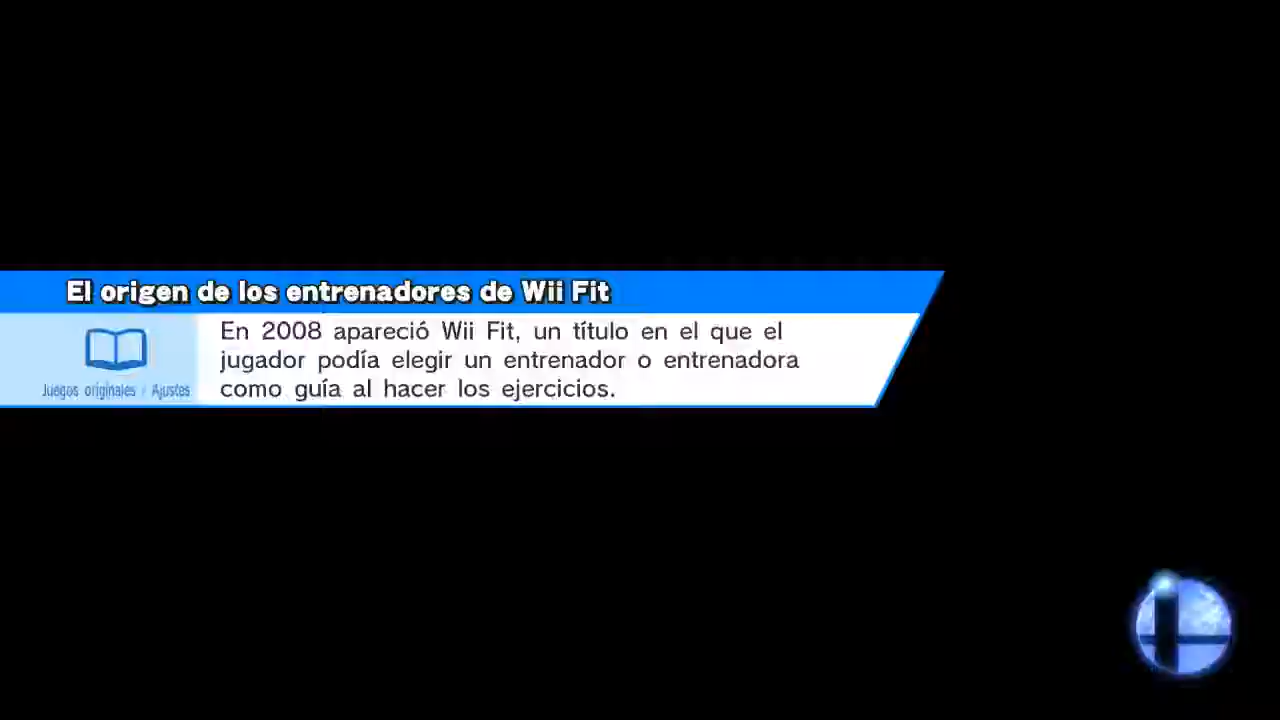 El origen de los entrenadores de Wii Fit
En 2008 apareció Wii Fit, un título en el que el
jugador podía elegir un entrenador o entrenadora
como guía al hacer los ejercicios.
Juegos originales / Ajustes